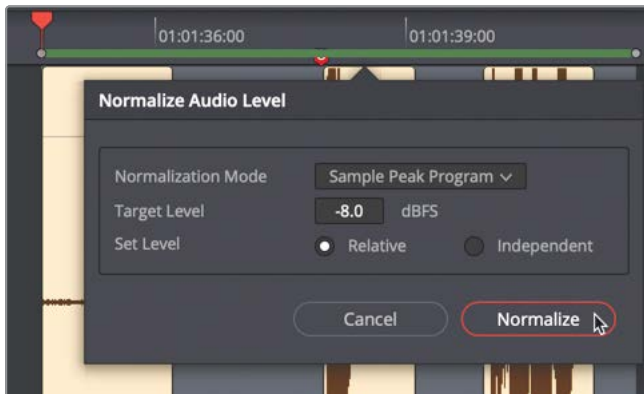 01:01:36:00 01:01:39:00
Normalize Audio Level
Normalization Mode Sample Peak Program
Target Level -8.0 dBFS
Set Level Relative Independent
Cancel Normalize